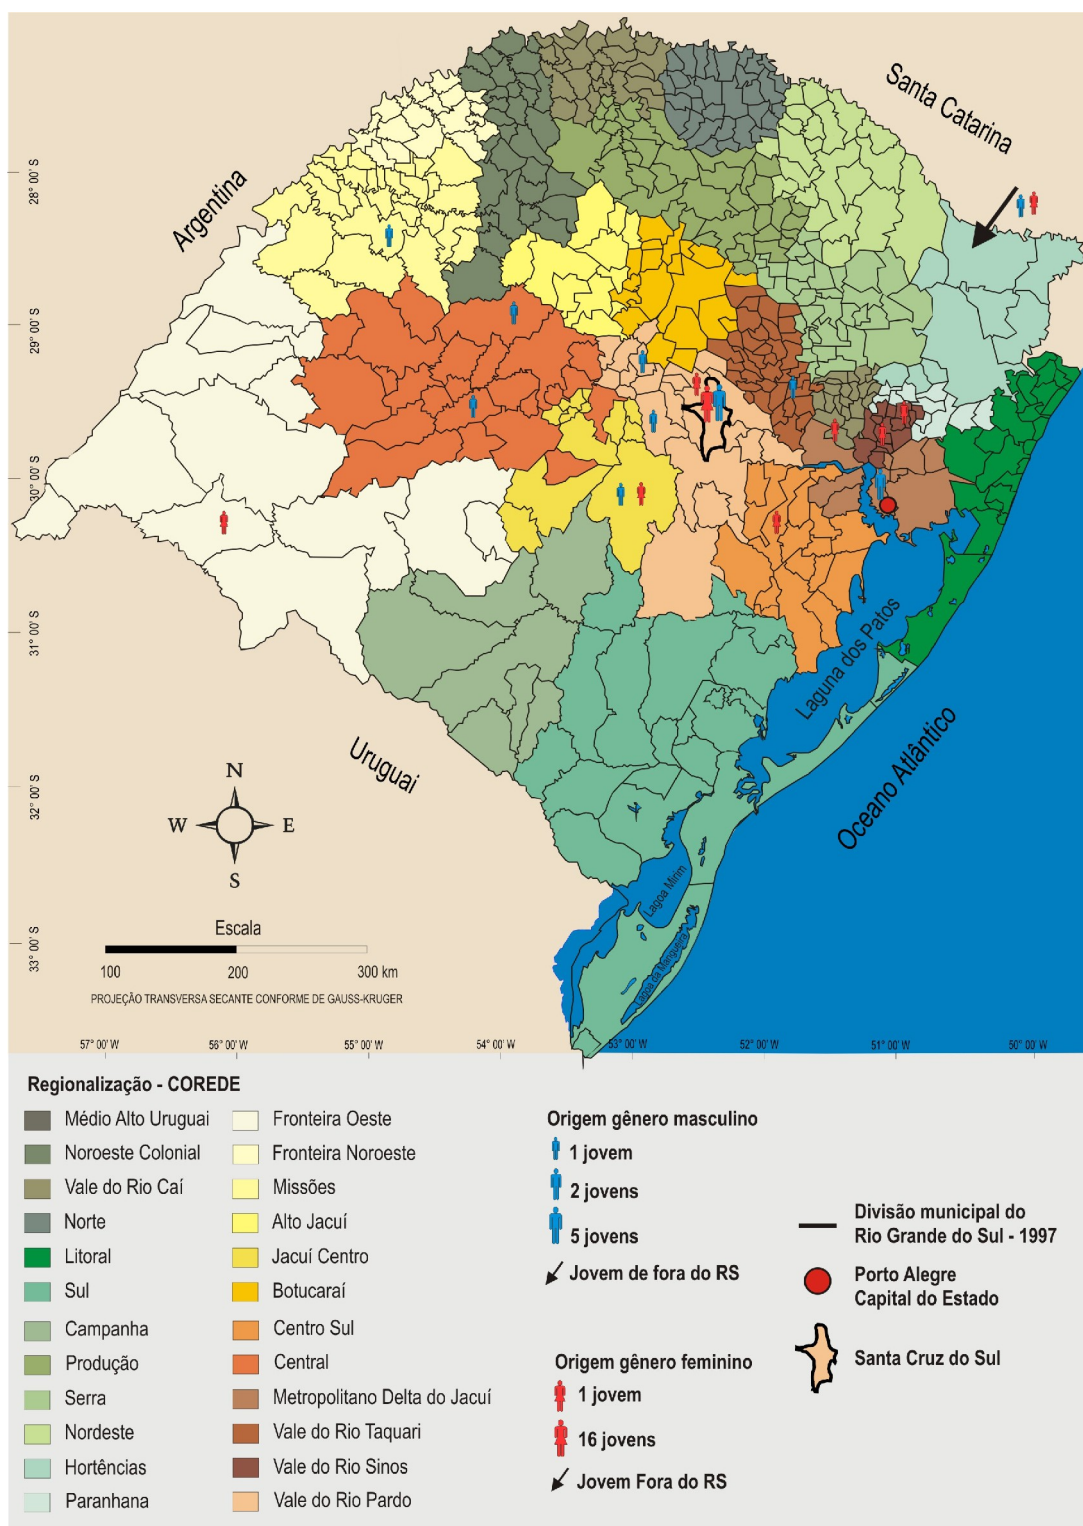 Santa Catarina
Argentina
28° 00' S
29° 00' S
30° 00' S
31° 00' S
32° 00' S
33° 00' S
Laguna dos Patos
Uruguai
Oceano Atlântico
Lagoa Mirim
Lagoa da Mangueira
N
W
E
S
Escala
100
200
300 km
PROJEÇÃO TRANSVERSA SECANTE CONFORME DE GAUSS-KRUGER
57° 00' W
56° 00' W
55° 00' W
54° 00' W
53° 00' W
52° 00' W
51° 00' W
50° 00' W
Regionalização - COREDE
Médio Alto Uruguai
Noroeste Colonial
Vale do Rio Caí
Norte
Litoral
Sul
Campanha
Produção
Serra
Nordeste
Hortências
Paranhana
Fronteira Oeste
Fronteira Noroeste
Missões
Alto Jacuí
Jacuí Centro
Botucaraí
Centro Sul
Central
Metropolitano Delta do Jacuí
Vale do Rio Taquari
Vale do Rio Sinos
Vale do Rio Pardo
Origem gênero masculino
1 jovem
2 jovens
5 jovens
Jovem de fora do RS
Origem gênero feminino
1 jovem
16 jovens
Jovem Fora do RS
Divisão municipal do
Rio Grande do Sul - 1997
Porto Alegre
Capital do Estado
Santa Cruz do Sul